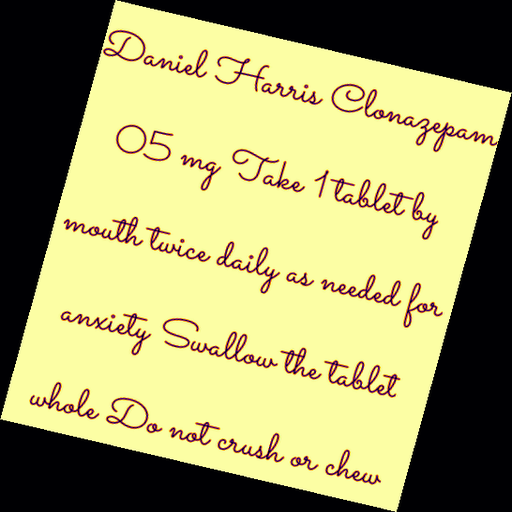 Daniel Harris Clonazepam
05 mg Take 1 tablet by
mouth twice daily as needed for
anxiety Swallow the tablet
whole Do not crush or chew